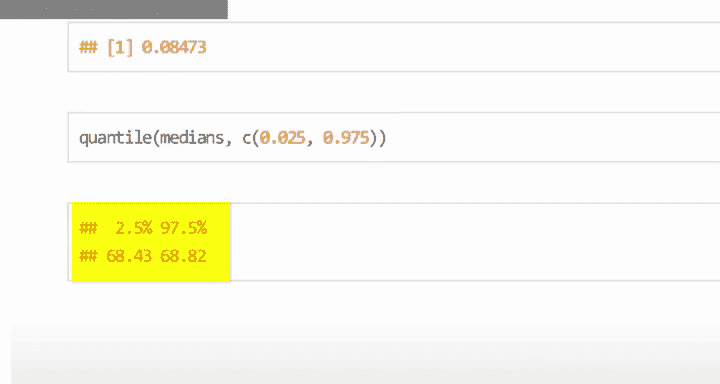 ## [1] 0.08473
quantile(medians, c(0.025, 0.975))
##  2.5% 97.5%
## 68.43 68.82